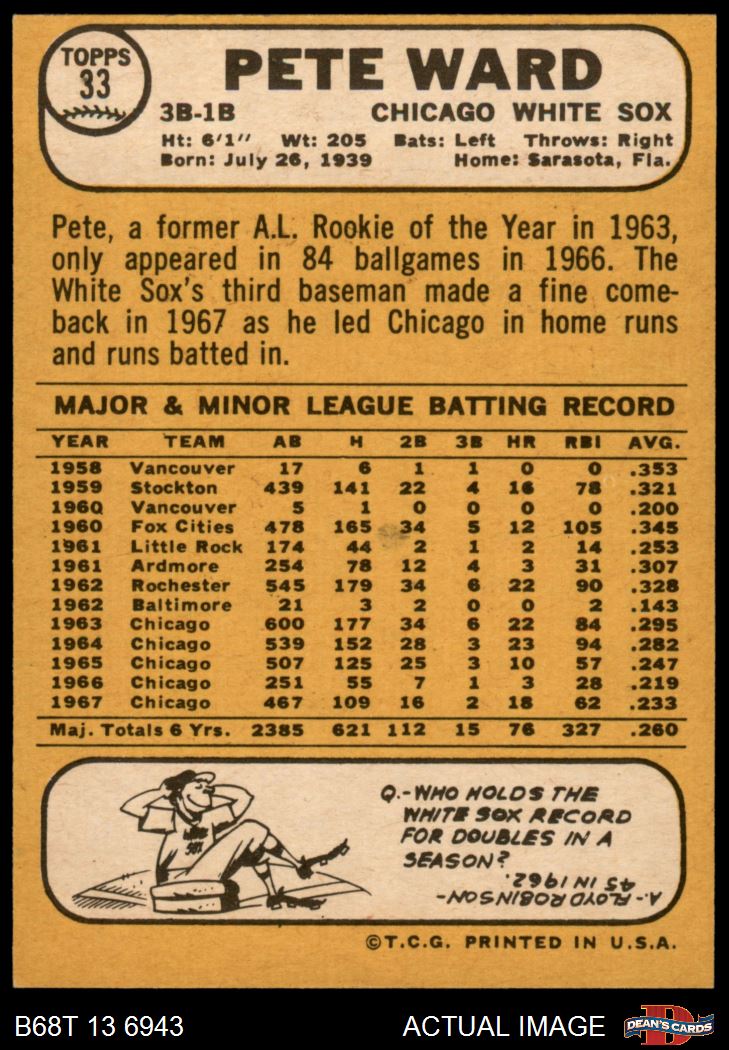 TOPPS
33
PETE WARD
3B-1B CHICAGO WHITE SOX
Ht: 6'1" Wt: 205 Bats: Left Throws: Right
Born: July 26, 1939 Home: Sarasota, Fla.
Pete, a former A.L. Rookie of the Year in 1963,
only appeared in 84 ballgames in 1966. The
White Sox's third baseman made a fine come-
back in 1967 as he led Chicago in home runs
and runs batted in.
MAJOR & MINOR LEAGUE BATTING RECORD
YEAR TEAM AB H 2B 3B HR RBI AVG.
1958 Vancouver 17 6 1 1 0 0 .353
1959 Stockton 439 141 22 4 16 78 .321
1960 Vancouver 5 1 0 0 0 0 .200
1960 Fox Cities 478 165 34 5 12 105 .345
1961 Little Rock 174 44 2 1 2 14 .253
1961 Ardmore 254 78 12 4 3 31 .307
1962 Rochester 545 179 34 6 22 90 .328
1962 Baltimore 21 3 2 0 0 2 .143
1963 Chicago 600 177 34 6 22 84 .295
1964 Chicago 539 152 28 3 23 94 .282
1965 Chicago 507 125 25 3 10 57 .247
1966 Chicago 251 55 7 1 3 28 .219
1967 Chicago 467 109 16 2 18 62 .233
Maj. Totals 6 Yrs. 2385 621 112 15 76 327 .260
WHITE
SOX
Q.-WHO HOLDS THE
WHITE SOX RECORD
FOR DOUBLES IN A
SEASON?
A.-FLOYD ROBINSON-
45 IN 1962.
©T.C.G. PRINTED IN U.S.A.
B68T 13 6943 ACTUAL IMAGE
D
DEAN'S CARDS